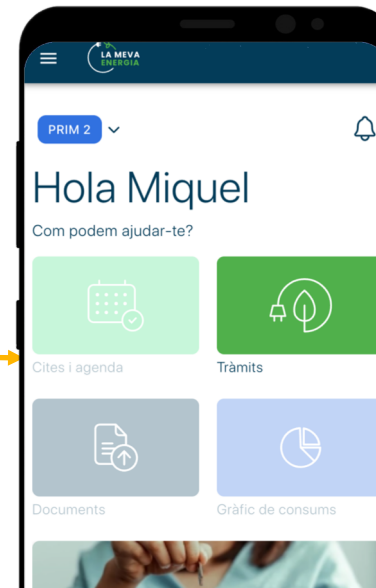 LA MEVA
ENERGIA
PRIM 2
Hola Miquel
Com podem ajudar-te?
Cites i agenda
Tràmits
Documents
Gràfic de consums